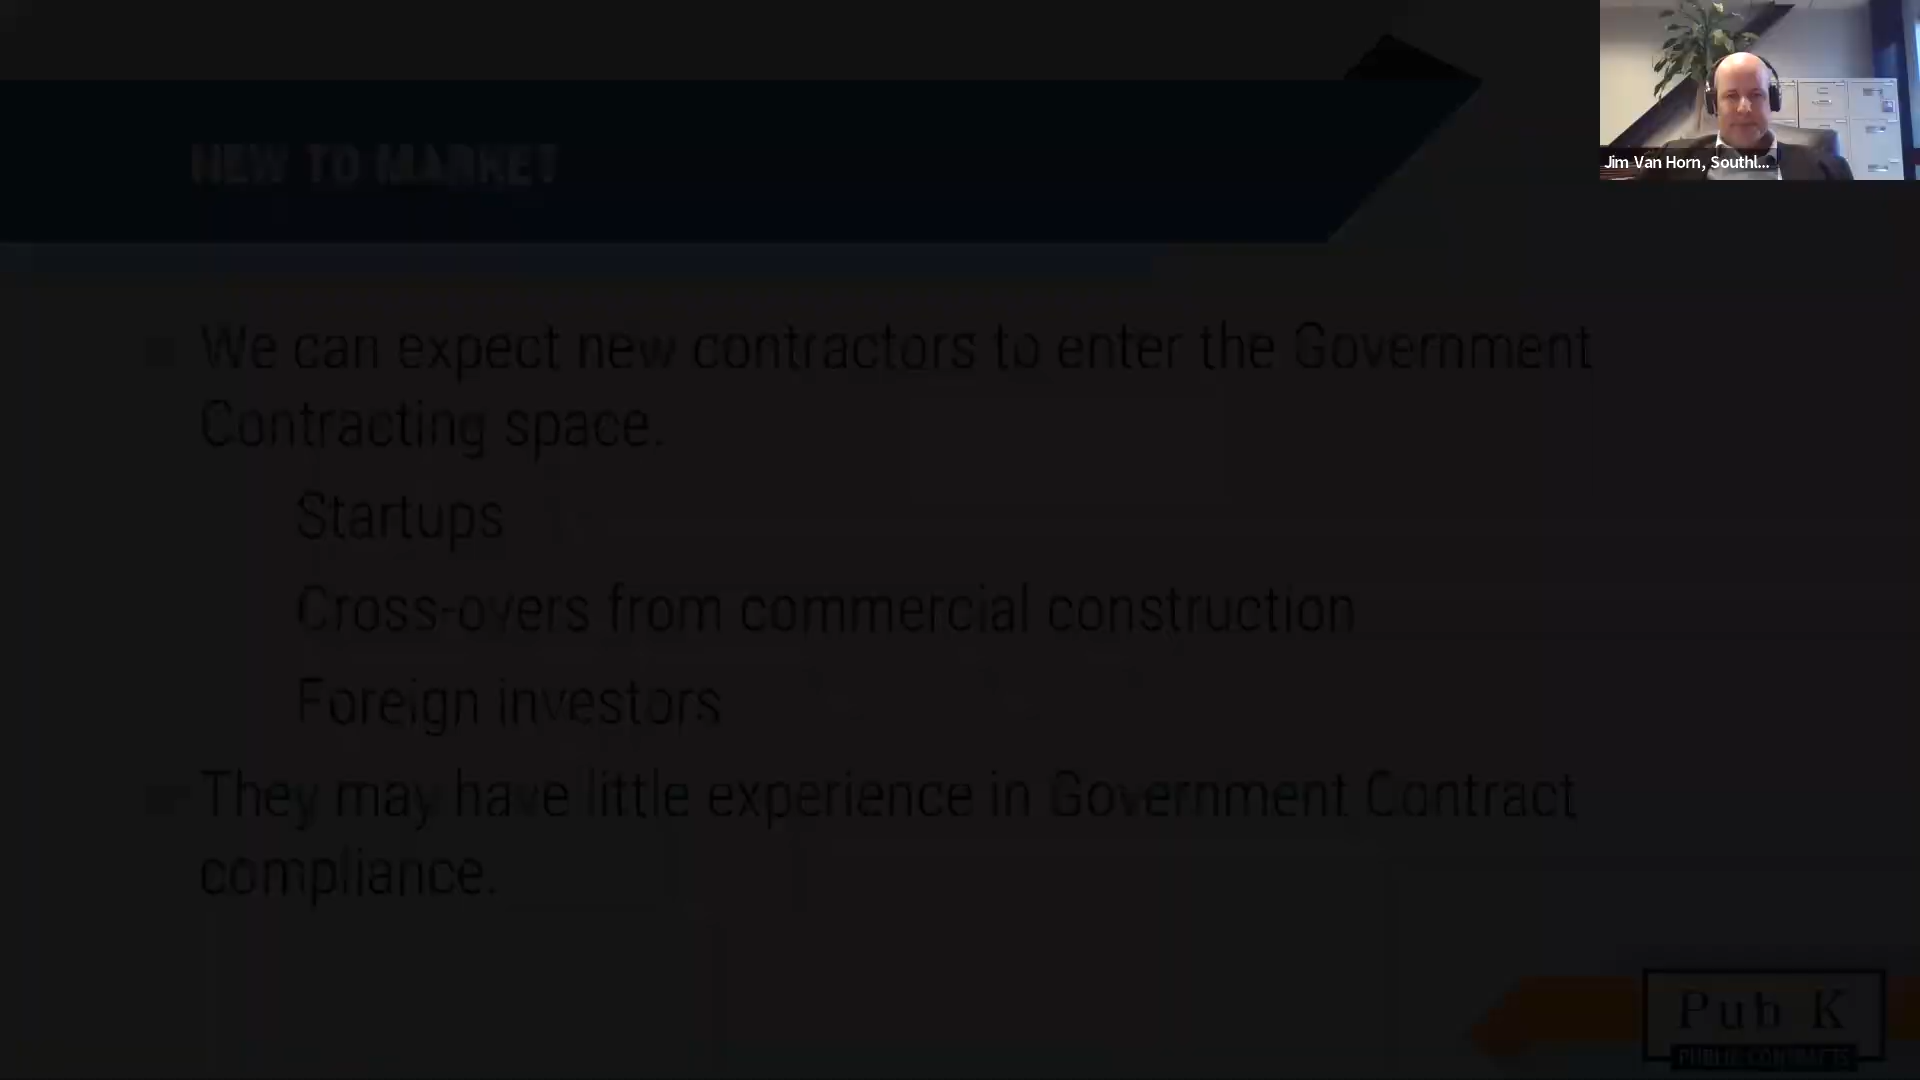 NEW TO MARKET
Jim Van Horn, Southl...
We can expect new contractors to enter the Government
Contracting space.
Startups
Cross-overs from commercial construction
Foreign investors
They may have little experience in Government Contract
compliance.
Pub K
PUBLIC CONTRACTS